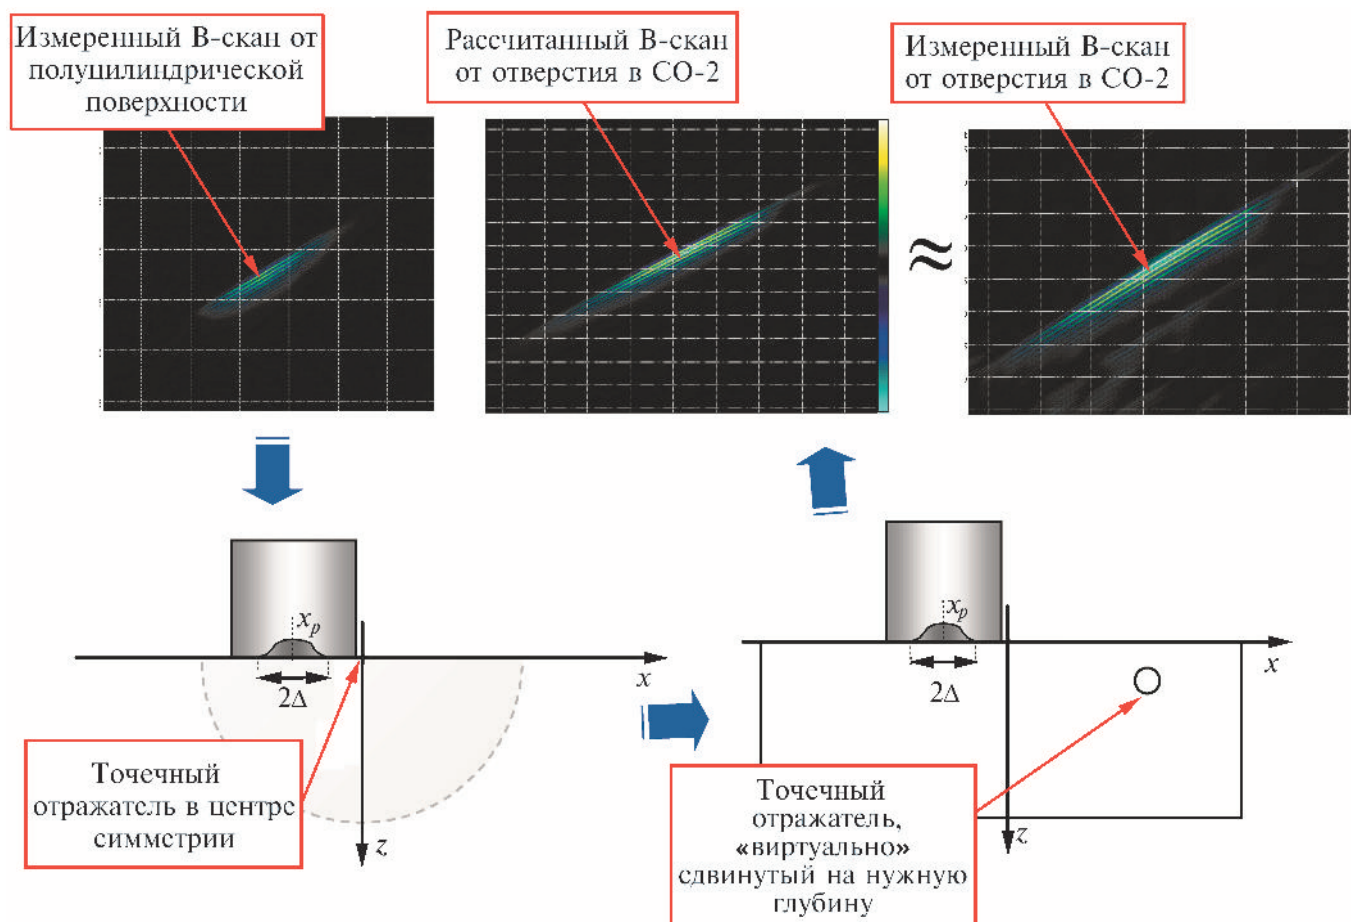 Измеренный В-скан от
полуцилиндрической
поверхности
Рассчитанный В-скан
от отверстия в СО-2
Измеренный В-скан
от отверстия в СО-2
≈
x_p
2Δ
x
z
Точечный
отражатель в центре
симметрии
x_p
2Δ
x
z
Точечный
отражатель,
«виртуально»
сдвинутый на нужную
глубину